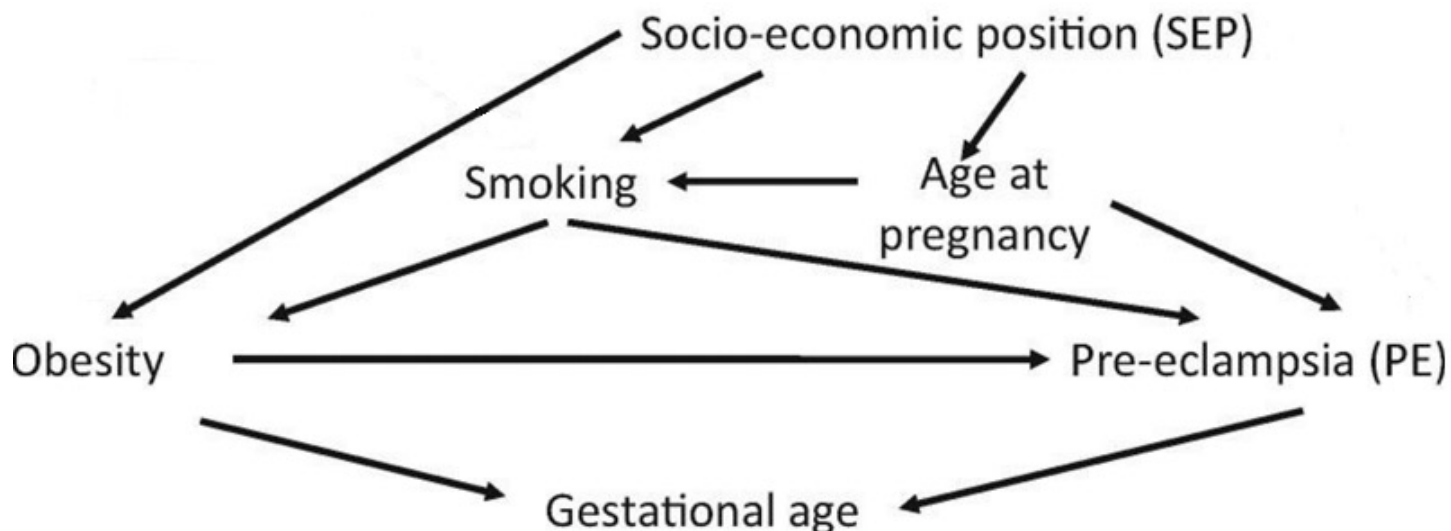 Socio-economic position (SEP)
Smoking
Age at
pregnancy
Obesity
Pre-eclampsia (PE)
Gestational age